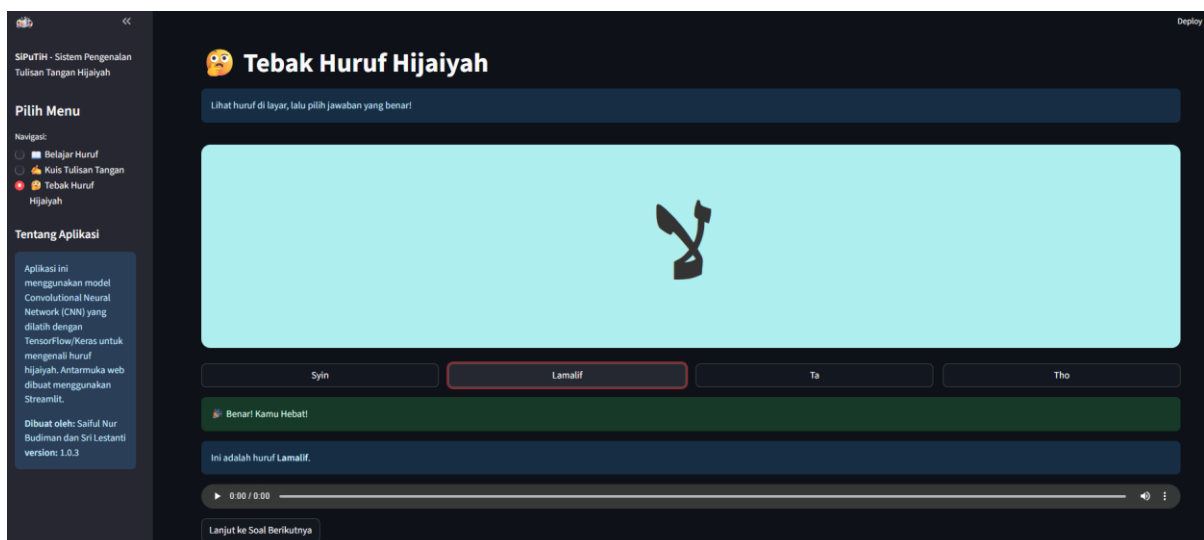 Deploy
SiPuTiH - Sistem Pengenalan
Tulisan Tangan Hijaiyah
Pilih Menu
Navigasi:
Belajar Huruf
Kuis Tulisan Tangan
Tebak Huruf
Hijaiyah
Tentang Aplikasi
Aplikasi ini
menggunakan model
Convolutional Neural
Network (CNN) yang
dilatih dengan
TensorFlow/Keras untuk
mengenali huruf
hijaiyah. Antarmuka web
dibuat menggunakan
Streamlit.
Dibuat oleh: Saiful Nur
Budiman dan Sri Lestanti
version: 1.0.3
Tebak Huruf Hijaiyah
Lihat huruf di layar, lalu pilih jawaban yang benar!
لا
Syin
Lamalif
Ta
Tho
Benar! Kamu Hebat!
Ini adalah huruf Lamalif.
0:00 / 0:00
Lanjut ke Soal Berikutnya